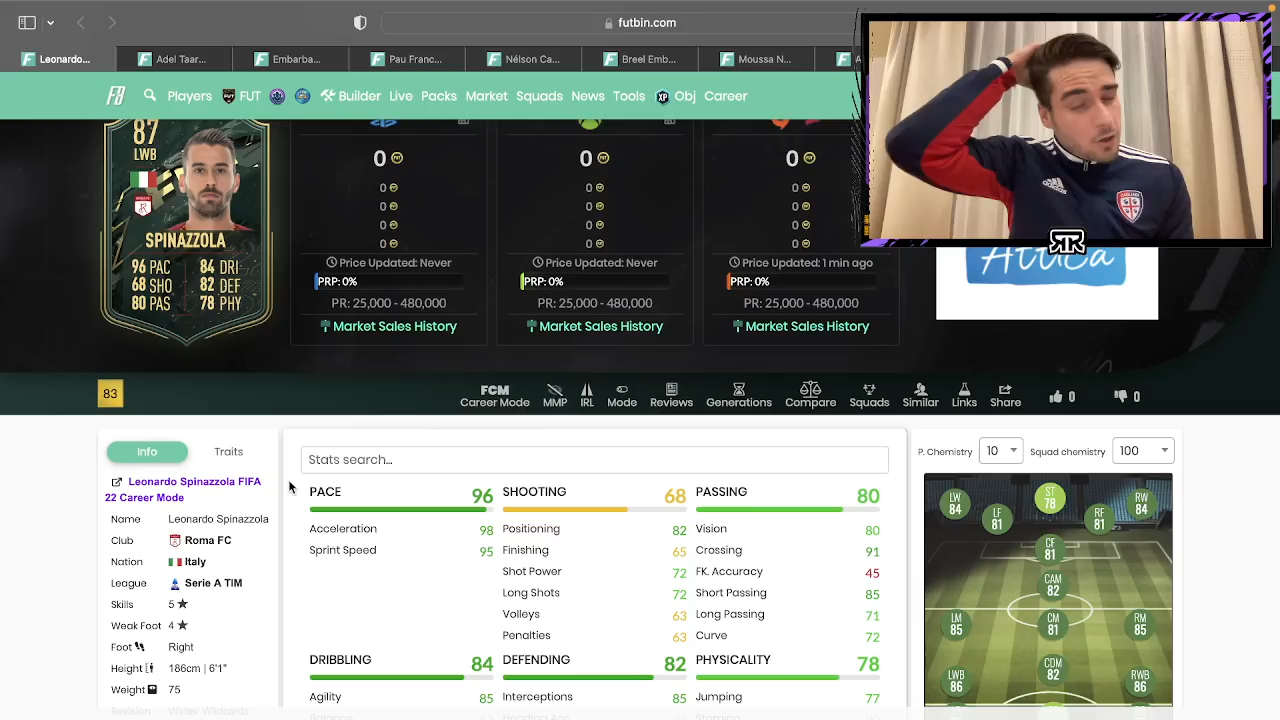 futbin.com
Leonardo...
Adel Taar...
Embarba...
Pau Franc...
Nélson Ca...
Breel Emb...
Moussa N...
Players
FUT
Builder
Live
Packs
Market
Squads
News
Tools
XP Obj
Career
87
LWB
SPINAZZOLA
96 PAC 84 DRI
68 SHO 82 DEF
80 PAS 78 PHY
0
0
0
0
0
Price Updated: Never
PRP: 0%
PR: 25,000 - 480,000
Market Sales History
0
0
0
0
0
Price Updated: Never
PRP: 0%
PR: 25,000 - 480,000
Market Sales History
0
0
0
0
0
Price Updated: 1 min ago
PRP: 0%
PR: 25,000 - 480,000
Market Sales History
adidas
Attica
83
FCM
Career Mode
MMP
IRL
Mode
Reviews
Generations
Compare
Squads
Similar
Links
Share
0
0
Info
Traits
Leonardo Spinazzola FIFA
22 Career Mode
Name Leonardo Spinazzola
Club Roma FC
Nation Italy
League Serie A TIM
Skills 5
Weak Foot 4
Foot Right
Height 186cm | 6'1"
Weight 75
Revision Winter Wildcards
Stats search...
PACE 96
Acceleration 98
Sprint Speed 95
SHOOTING 68
Positioning 82
Finishing 65
Shot Power 72
Long Shots 72
Volleys 63
Penalties 63
PASSING 80
Vision 80
Crossing 91
FK. Accuracy 45
Short Passing 85
Long Passing 71
Curve 72
DRIBBLING 84
Agility 85
DEFENDING 82
Interceptions 85
PHYSICALITY 78
Jumping 77
P. Chemistry 10
Squad chemistry 100
LW
84
LF
81
ST
78
RF
81
RW
84
CF
81
CAM
82
LM
85
CM
81
RM
85
LWB
86
CDM
82
RWB
86